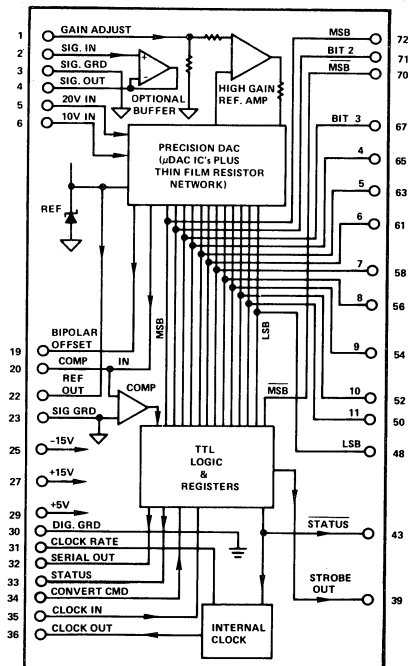 1 GAIN ADJUST
2 SIG. IN
3 SIG. GRD
4 SIG. OUT
5 20V IN
6 10V IN
+
−
OPTIONAL
BUFFER
HIGH GAIN
REF. AMP
PRECISION DAC
(μDAC IC's PLUS
THIN FILM RESISTOR
NETWORK)
REF
MSB
LSB
BIPOLAR
19 OFFSET
20 COMP IN
REF
22 OUT
23 SIG GRD
+
−
COMP
25 −15V
27 +15V
29 +5V
30 DIG. GRD
31 CLOCK RATE
32 SERIAL OUT
33 STATUS
34 CONVERT CMD
35 CLOCK IN
36 CLOCK OUT
TTL
LOGIC
&
REGISTERS
INTERNAL
CLOCK
MSB 72
BIT 2 71
M̅S̅B̅ 70
BIT 3 67
4 65
5 63
6 61
7 58
8 56
9 54
10 52
11 50
LSB 48
M̅S̅B̅
S̅T̅A̅T̅U̅S̅ 43
STROBE
OUT 39